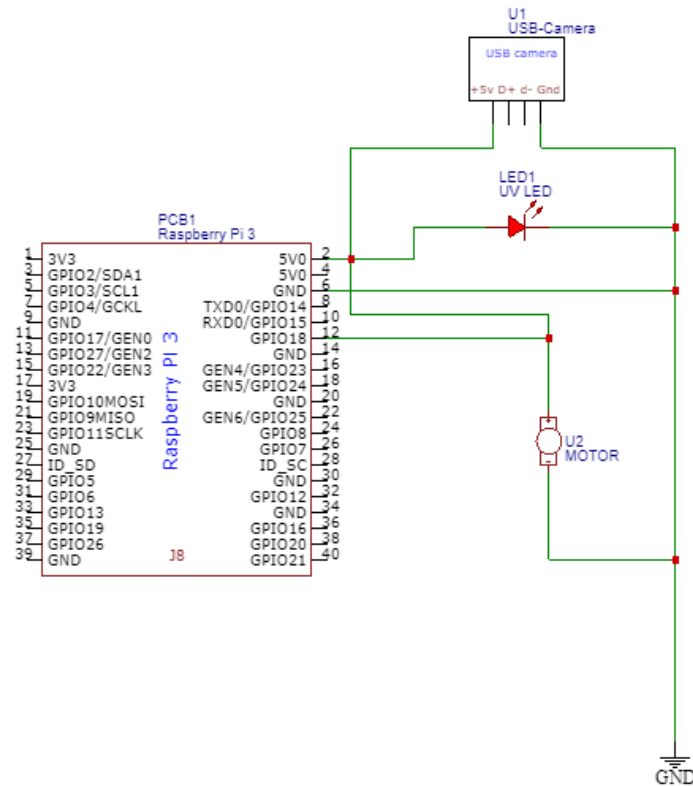 U1
USB-Camera
USB camera
+5v D+ d- Gnd
LED1
UV LED
PCB1
Raspberry Pi 3
1 3V3 5V0 2
3 GPIO2/SDA1 5V0 4
5 GPIO3/SCL1 GND 6
7 GPIO4/GCKL TXD0/GPIO14 8
9 GND RXD0/GPIO15 10
11 GPIO17/GEN0 GPIO18 12
13 GPIO27/GEN2 GND 14
15 GPIO22/GEN3 GEN4/GPIO23 16
17 3V3 GEN5/GPIO24 18
19 GPIO10MOSI GND 20
21 GPIO9MISO GEN6/GPIO25 22
23 GPIO11SCLK GPIO8 24
25 GND GPIO7 26
27 ID_SD ID_SC 28
29 GPIO5 GND 30
31 GPIO6 GPIO12 32
33 GPIO13 GND 34
35 GPIO19 GPIO16 36
37 GPIO26 GPIO20 38
39 GND GPIO21 40
Raspberry PI 3
J8
+
U2
MOTOR
-
GND